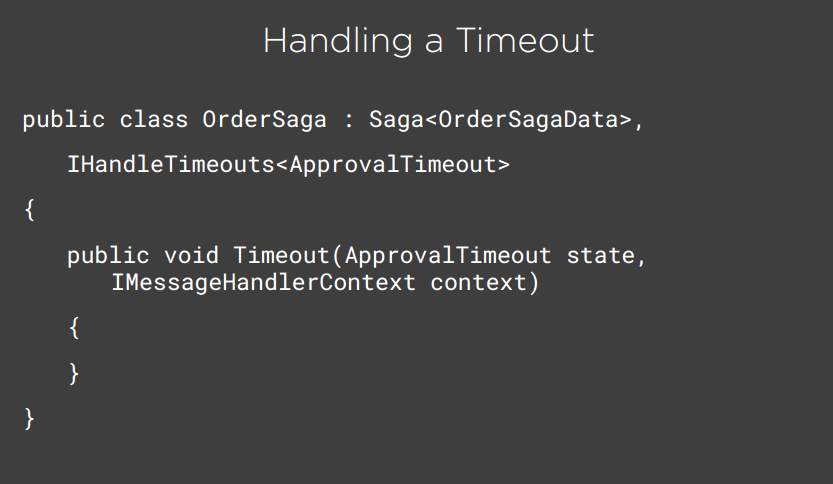 Handling a Timeout
public class OrderSaga : Saga<OrderSagaData>,
IHandleTimeouts<ApprovalTimeout>
{
public void Timeout(ApprovalTimeout state,
IMessageHandlerContext context)
{
}
}